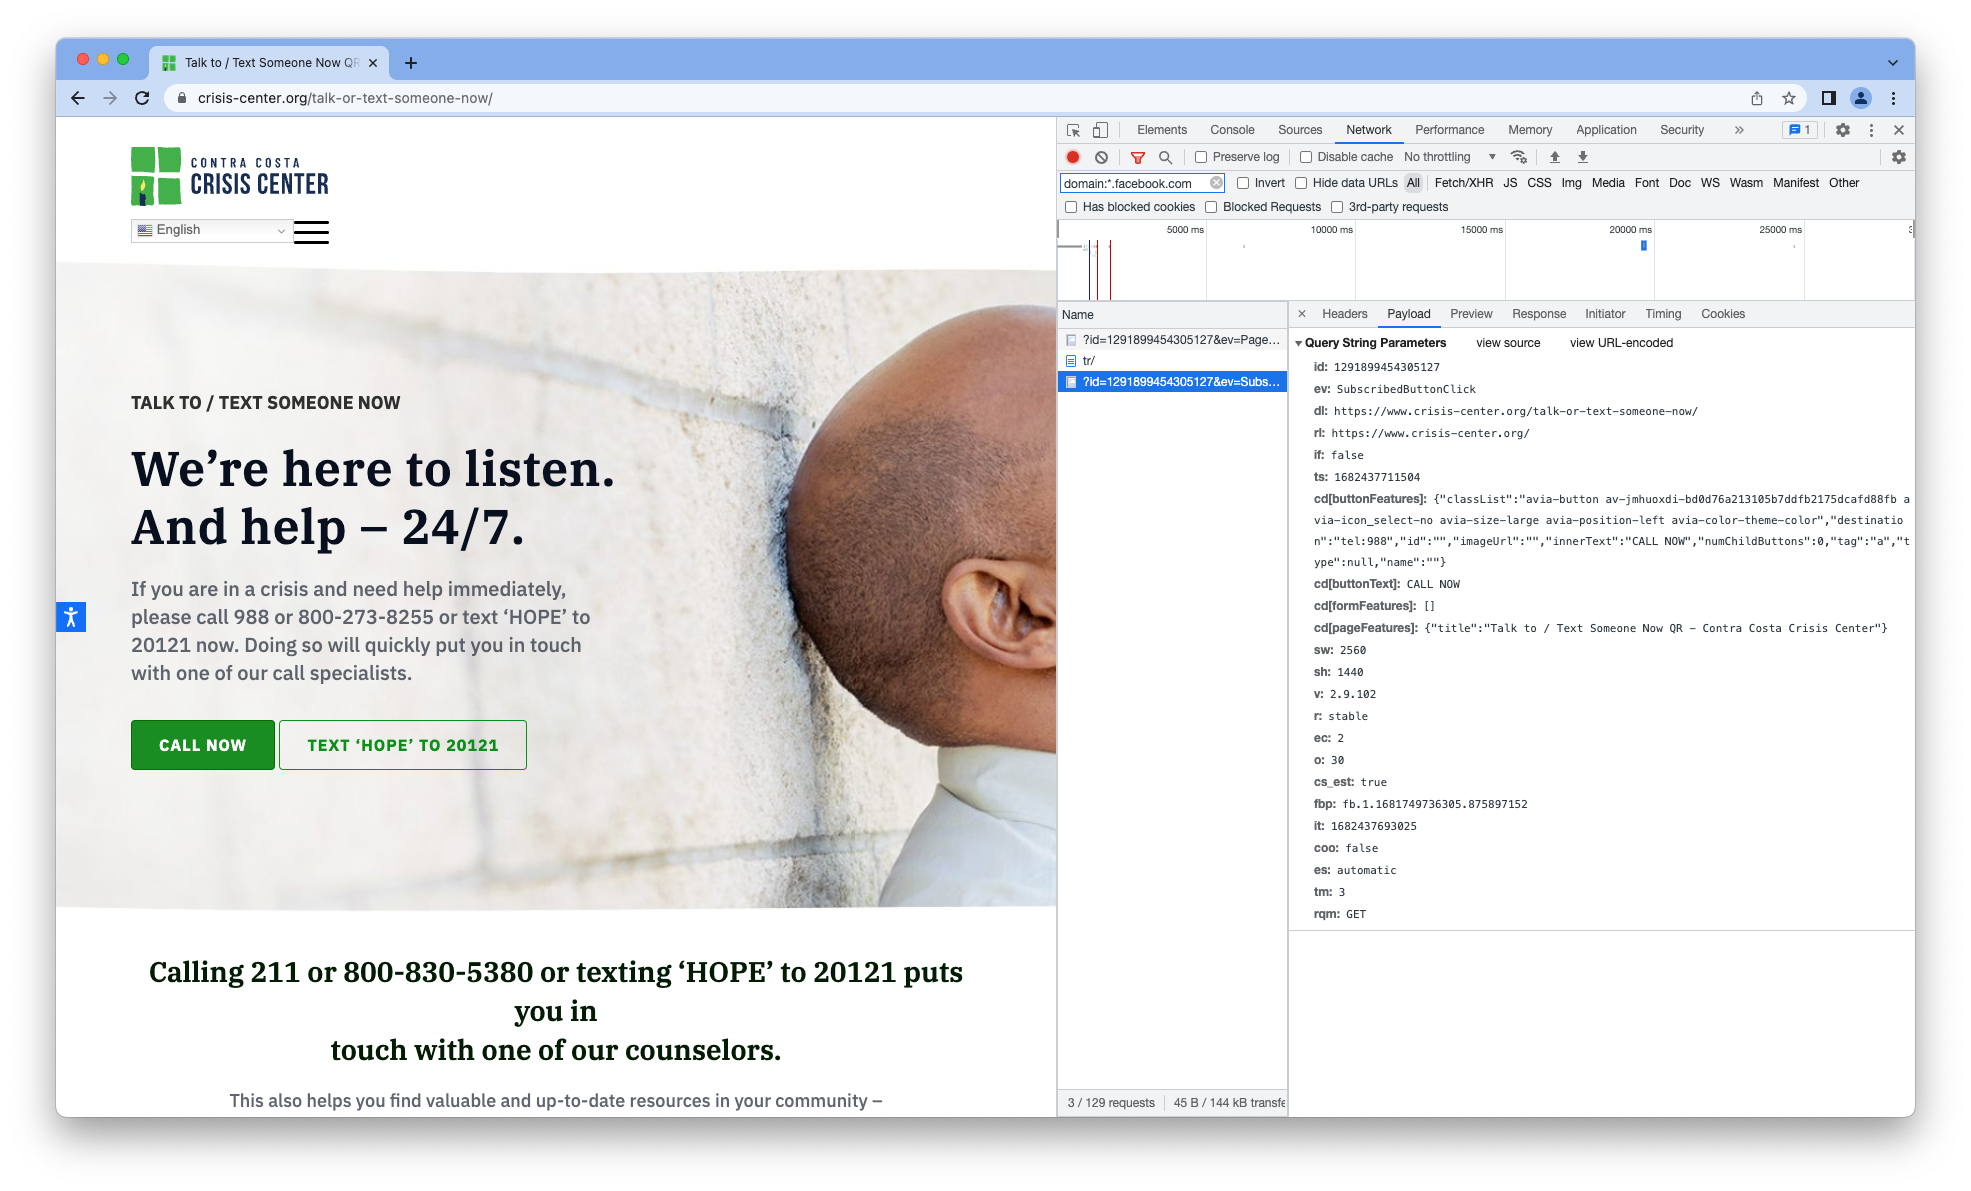 Talk to / Text Someone Now QR
crisis-center.org/talk-or-text-someone-now/
CONTRA COSTA
CRISIS CENTER
English
TALK TO / TEXT SOMEONE NOW
We’re here to listen.
And help – 24/7.
If you are in a crisis and need help immediately,
please call 988 or 800-273-8255 or text ‘HOPE’ to
20121 now. Doing so will quickly put you in touch
with one of our call specialists.
CALL NOW
TEXT ‘HOPE’ TO 20121
Calling 211 or 800-830-5380 or texting ‘HOPE’ to 20121 puts
you in
touch with one of our counselors.
This also helps you find valuable and up-to-date resources in your community –
Elements Console Sources Network Performance Memory Application Security » 1
Preserve log Disable cache No throttling
domain:*.facebook.com Invert Hide data URLs All Fetch/XHR JS CSS Img Media Font Doc WS Wasm Manifest Other
Has blocked cookies Blocked Requests 3rd-party requests
5000 ms 10000 ms 15000 ms 20000 ms 25000 ms
Name
?id=1291899454305127&ev=Page…
tr/
?id=1291899454305127&ev=Subs…
3 / 129 requests 45 B / 144 kB transfe
Headers Payload Preview Response Initiator Timing Cookies
Query String Parameters view source view URL-encoded
id: 1291899454305127
ev: SubscribedButtonClick
dl: https://www.crisis-center.org/talk-or-text-someone-now/
rl: https://www.crisis-center.org/
if: false
ts: 1682437711504
cd[buttonFeatures]: {"classList":"avia-button av-jmhuoxdi-bd0d76a213105b7ddfb2175dcafd88fb a
via-icon_select-no avia-size-large avia-position-left avia-color-theme-color","destinatio
n":"tel:988","id":"","imageUrl":"","innerText":"CALL NOW","numChildButtons":0,"tag":"a","t
ype":null,"name":""}
cd[buttonText]: CALL NOW
cd[formFeatures]: []
cd[pageFeatures]: {"title":"Talk to / Text Someone Now QR – Contra Costa Crisis Center"}
sw: 2560
sh: 1440
v: 2.9.102
r: stable
ec: 2
o: 30
cs_est: true
fbp: fb.1.1681749736305.875897152
it: 1682437693025
coo: false
es: automatic
tm: 3
rqm: GET